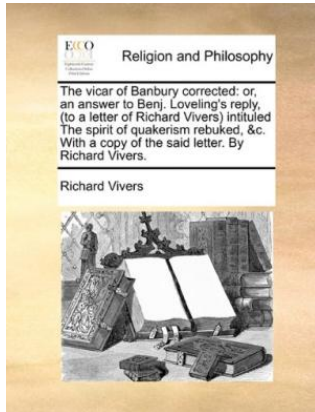 ECCO
Religion and Philosophy
The vicar of Banbury corrected: or,
an answer to Benj. Loveling's reply,
(to a letter of Richard Vivers) intituled
The spirit of quakerism rebuked, &c.
With a copy of the said letter. By
Richard Vivers.
Richard Vivers